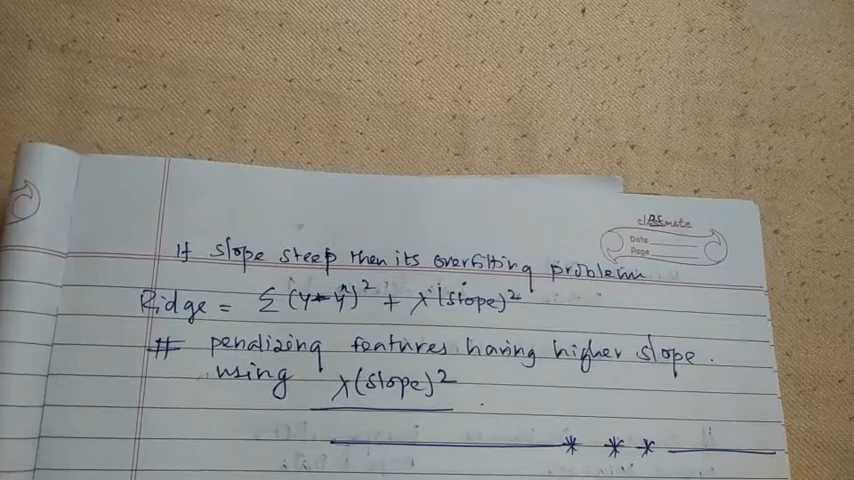 classmate
Date
Page
If slope steep then its overfitting problem
Ridge = Σ (y - ŷ)² + λ (slope)²
# penalizing features having higher slope.
using λ(slope)²